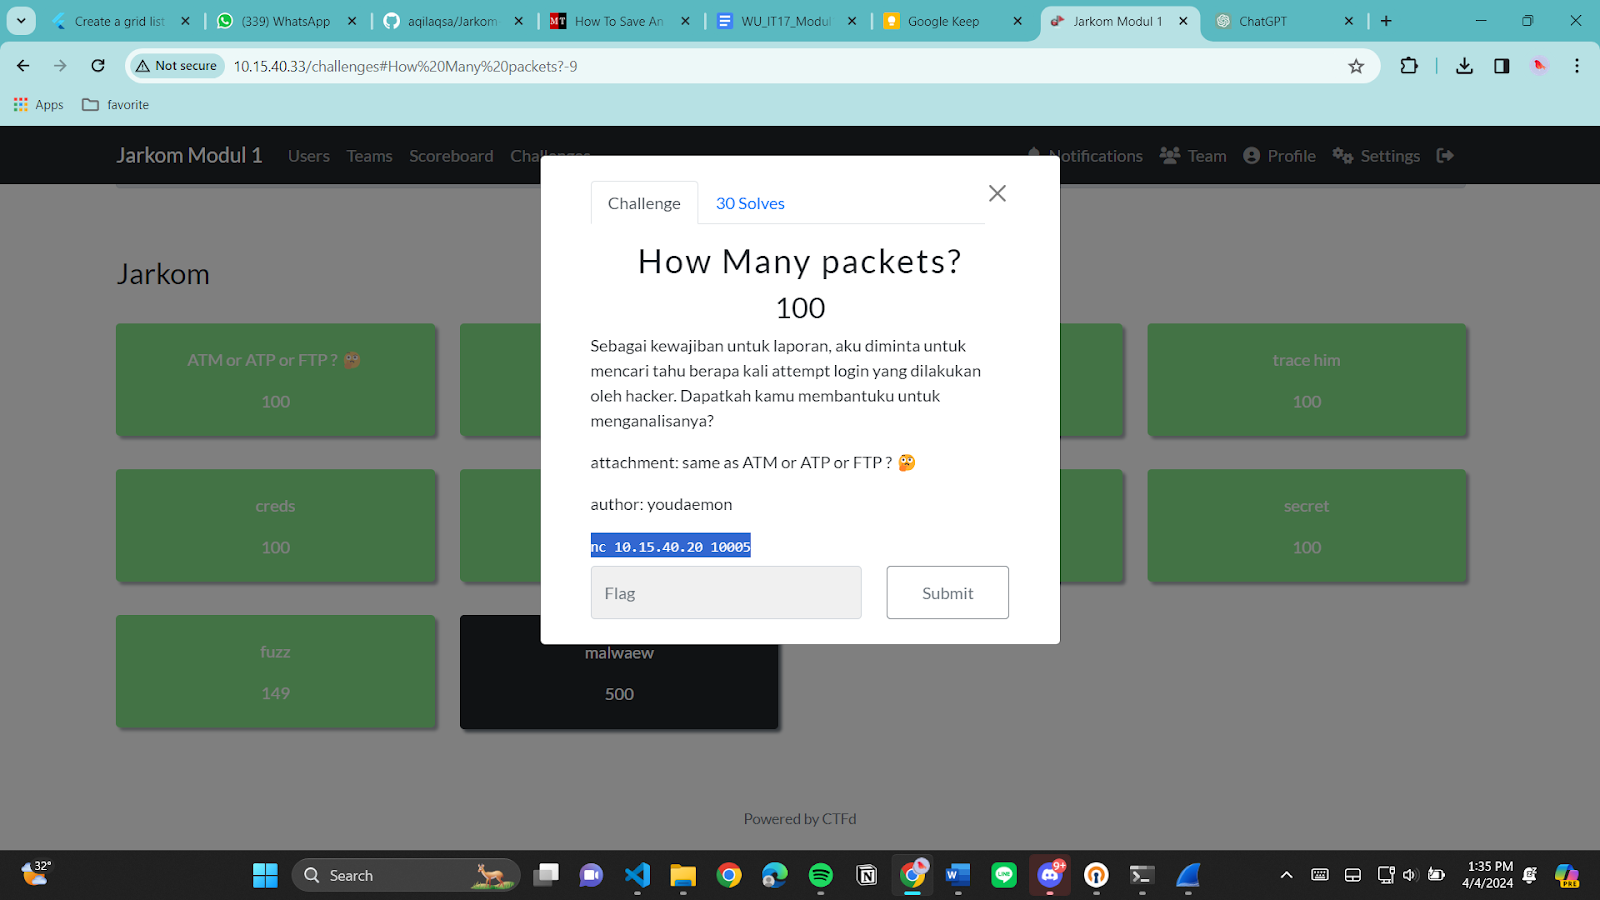 Create a grid list
(339) WhatsApp
aqilaqsa/Jarkom
How To Save An
WU_IT17_Modul
Google Keep
Jarkom Modul 1
ChatGPT
Not secure
10.15.40.33/challenges#How%20Many%20packets?-9
Apps
favorite
Jarkom Modul 1
Users
Teams
Scoreboard
Challenges
Notifications
Team
Profile
Settings
Challenge
30 Solves
How Many packets?
100
Sebagai kewajiban untuk laporan, aku diminta untuk
mencari tahu berapa kali attempt login yang dilakukan
oleh hacker. Dapatkah kamu membantuku untuk
menganalisanya?
attachment: same as ATM or ATP or FTP ? 🤔
author: youdaemon
nc 10.15.40.20 10005
Flag
Submit
Jarkom
ATM or ATP or FTP ? 🤔
100
trace him
100
creds
100
secret
100
fuzz
149
malwaew
500
Powered by CTFd
32°
Search
9+
1:35 PM
4/4/2024
PRE